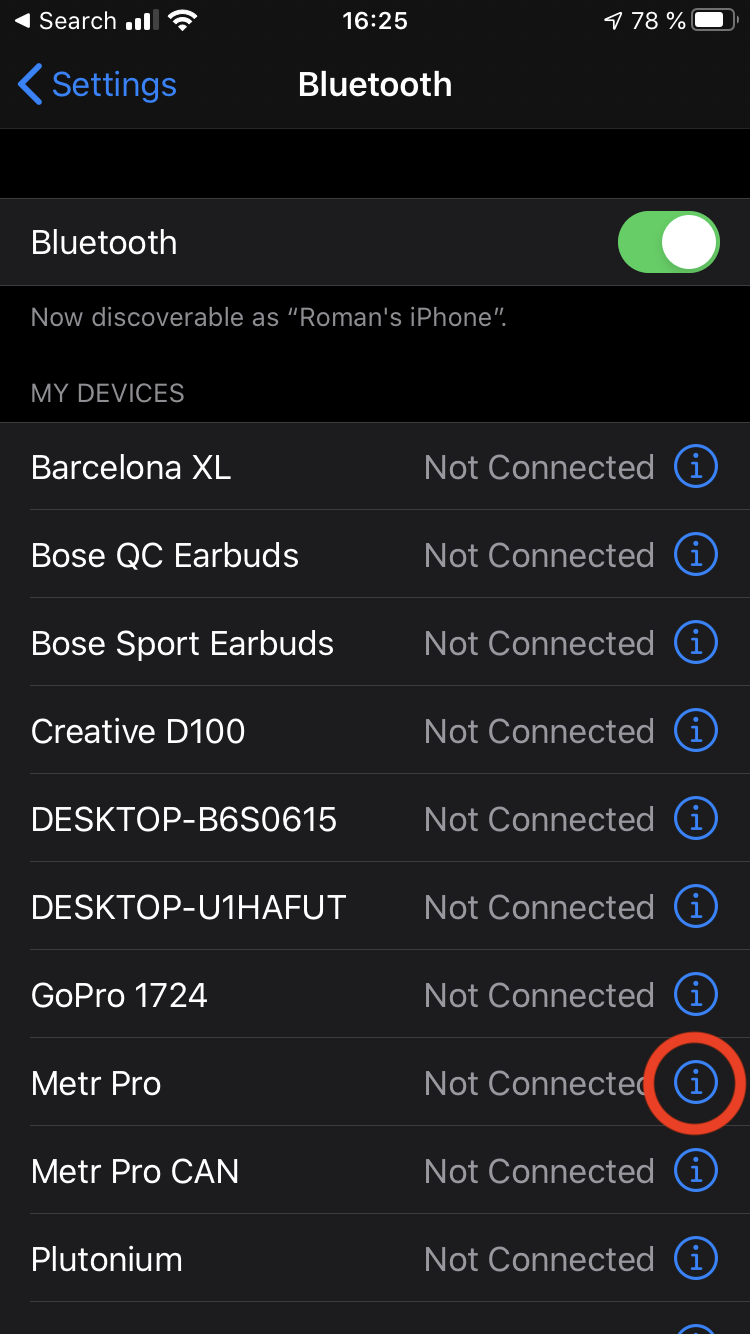 Search 16:25 78 %
Settings Bluetooth
Bluetooth
Now discoverable as “Roman's iPhone”.
MY DEVICES
Barcelona XL Not Connected
Bose QC Earbuds Not Connected
Bose Sport Earbuds Not Connected
Creative D100 Not Connected
DESKTOP-B6S0615 Not Connected
DESKTOP-U1HAFUT Not Connected
GoPro 1724 Not Connected
Metr Pro Not Connected
Metr Pro CAN Not Connected
Plutonium Not Connected